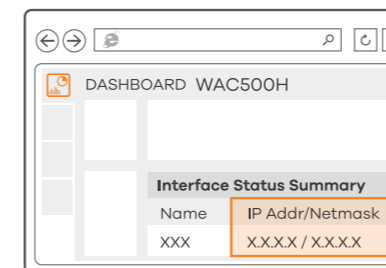 DASHBOARD WAC500H
Interface Status Summary
Name IP Addr/Netmask
XXX X.X.X.X / X.X.X.X